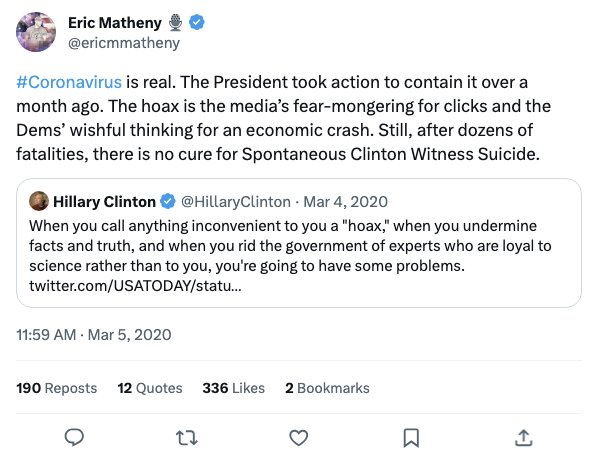 Eric Matheny
@ericmmatheny
#Coronavirus is real. The President took action to contain it over a
month ago. The hoax is the media’s fear-mongering for clicks and the
Dems’ wishful thinking for an economic crash. Still, after dozens of
fatalities, there is no cure for Spontaneous Clinton Witness Suicide.
Hillary Clinton @HillaryClinton · Mar 4, 2020
When you call anything inconvenient to you a "hoax," when you undermine
facts and truth, and when you rid the government of experts who are loyal to
science rather than to you, you're going to have some problems.
twitter.com/USATODAY/statu…
11:59 AM · Mar 5, 2020
190 Reposts 12 Quotes 336 Likes 2 Bookmarks